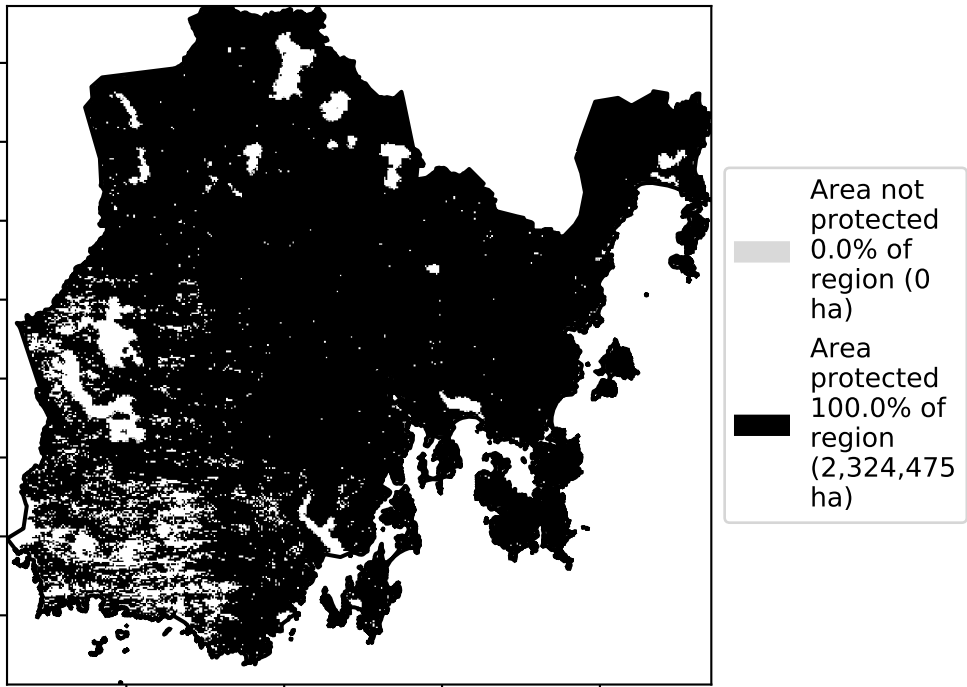 Area not
protected
0.0% of
region (0
ha)
Area
protected
100.0% of
region
(2,324,475
ha)